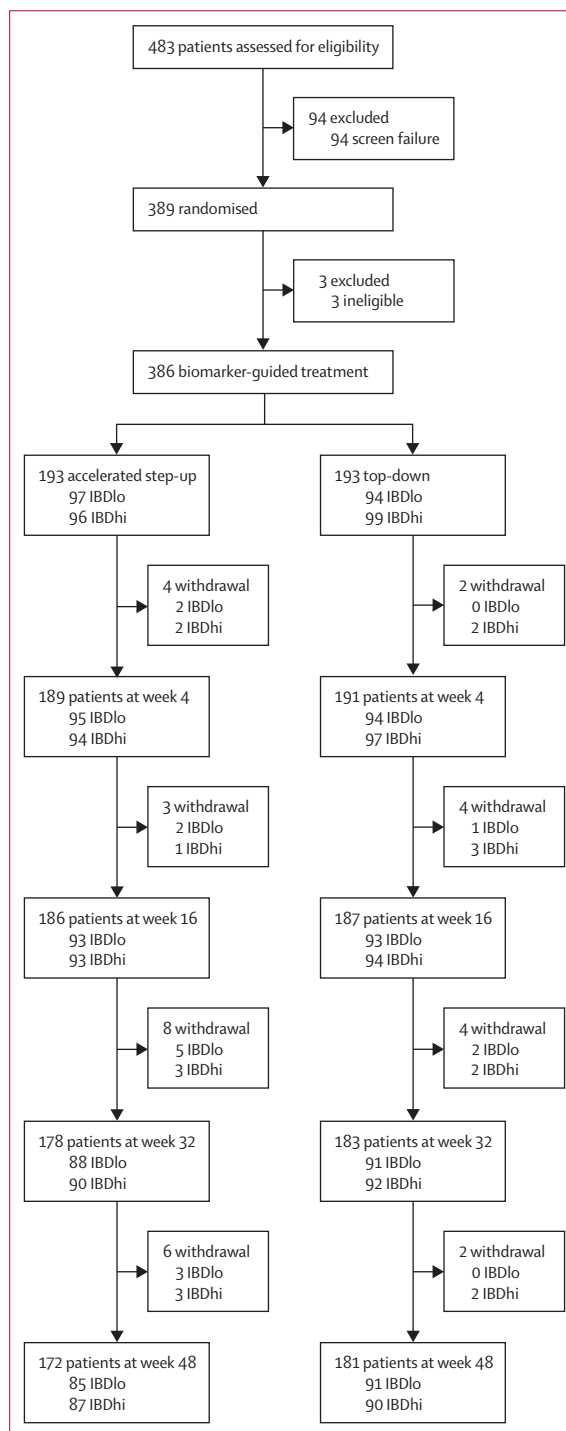 483 patients assessed for eligibility
94 excluded
94 screen failure
389 randomised
3 excluded
3 ineligible
386 biomarker-guided treatment
193 accelerated step-up
97 IBDlo
96 IBDhi
193 top-down
94 IBDlo
99 IBDhi
4 withdrawal
2 IBDlo
2 IBDhi
2 withdrawal
0 IBDlo
2 IBDhi
189 patients at week 4
95 IBDlo
94 IBDhi
191 patients at week 4
94 IBDlo
97 IBDhi
3 withdrawal
2 IBDlo
1 IBDhi
4 withdrawal
1 IBDlo
3 IBDhi
186 patients at week 16
93 IBDlo
93 IBDhi
187 patients at week 16
93 IBDlo
94 IBDhi
8 withdrawal
5 IBDlo
3 IBDhi
4 withdrawal
2 IBDlo
2 IBDhi
178 patients at week 32
88 IBDlo
90 IBDhi
183 patients at week 32
91 IBDlo
92 IBDhi
6 withdrawal
3 IBDlo
3 IBDhi
2 withdrawal
0 IBDlo
2 IBDhi
172 patients at week 48
85 IBDlo
87 IBDhi
181 patients at week 48
91 IBDlo
90 IBDhi